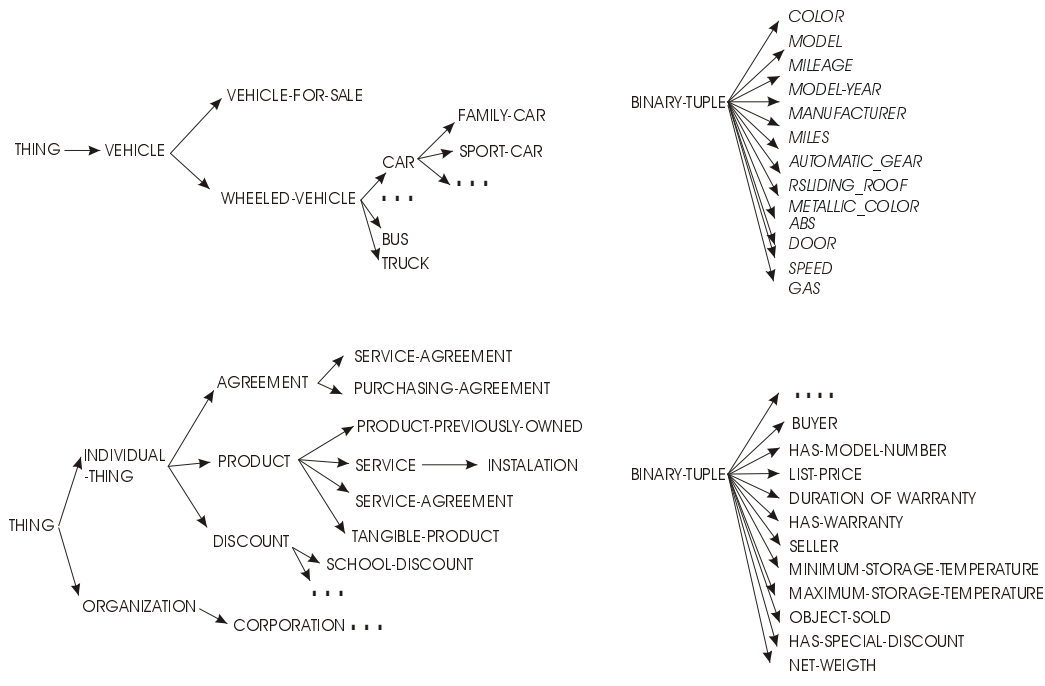 THING
VEHICLE
VEHICLE-FOR-SALE
WHEELED-VEHICLE
CAR
FAMILY-CAR
SPORT-CAR
...
...
BUS
TRUCK
BINARY-TUPLE
COLOR
MODEL
MILEAGE
MODEL-YEAR
MANUFACTURER
MILES
AUTOMATIC_GEAR
RSLIDING_ROOF
METALLIC_COLOR
ABS
DOOR
SPEED
GAS
THING
INDIVIDUAL
-THING
AGREEMENT
SERVICE-AGREEMENT
PURCHASING-AGREEMENT
PRODUCT
PRODUCT-PREVIOUSLY-OWNED
SERVICE
INSTALATION
SERVICE-AGREEMENT
TANGIBLE-PRODUCT
DISCOUNT
SCHOOL-DISCOUNT
...
ORGANIZATION
CORPORATION ...
BINARY-TUPLE
....
BUYER
HAS-MODEL-NUMBER
LIST-PRICE
DURATION OF WARRANTY
HAS-WARRANTY
SELLER
MINIMUM-STORAGE-TEMPERATURE
MAXIMUM-STORAGE-TEMPERATURE
OBJECT-SOLD
HAS-SPECIAL-DISCOUNT
NET-WEIGTH